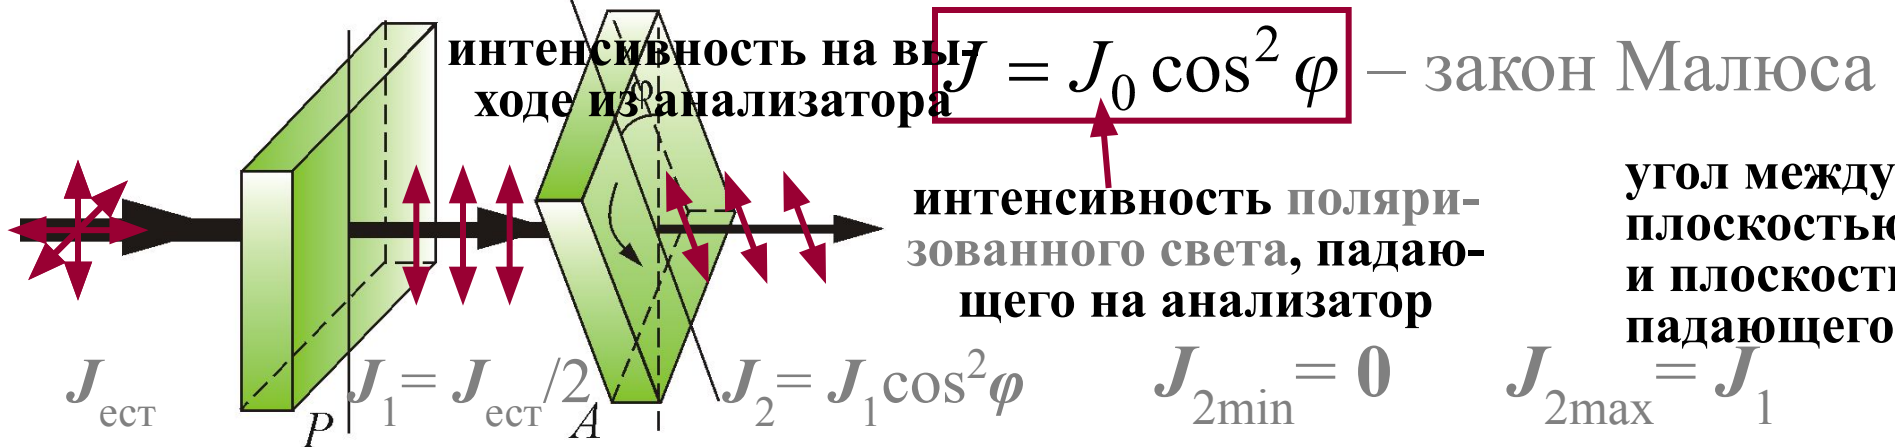 интенсивность на вы-
ходе из анализатора
J = J₀ cos² φ – закон Малюса
φ
интенсивность поляри-
зованного света, падаю-
щего на анализатор
угол между
плоскостью
и плоскость
падающего
Jест
J₁ = Jест/2
J₂ = J₁cos²φ
J₂min = 0
J₂max = J₁
P
A